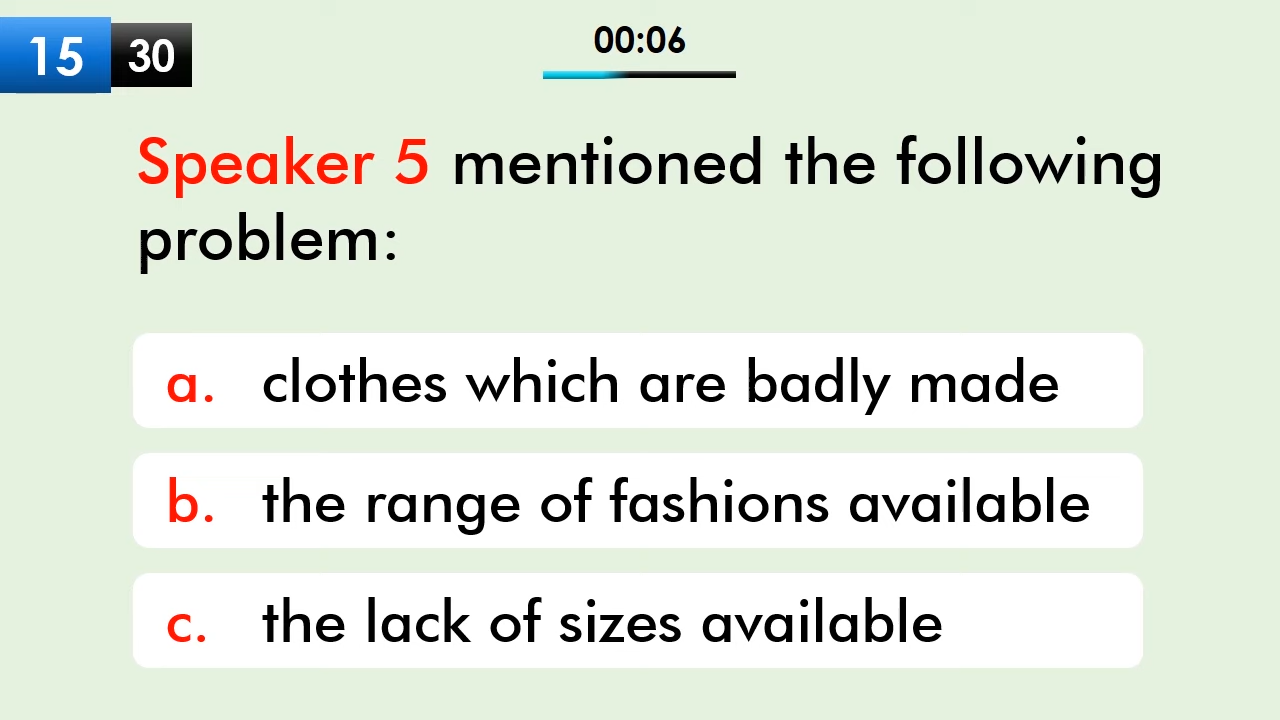 15 30
00:06
Speaker 5 mentioned the following
problem:
a. clothes which are badly made
b. the range of fashions available
c. the lack of sizes available